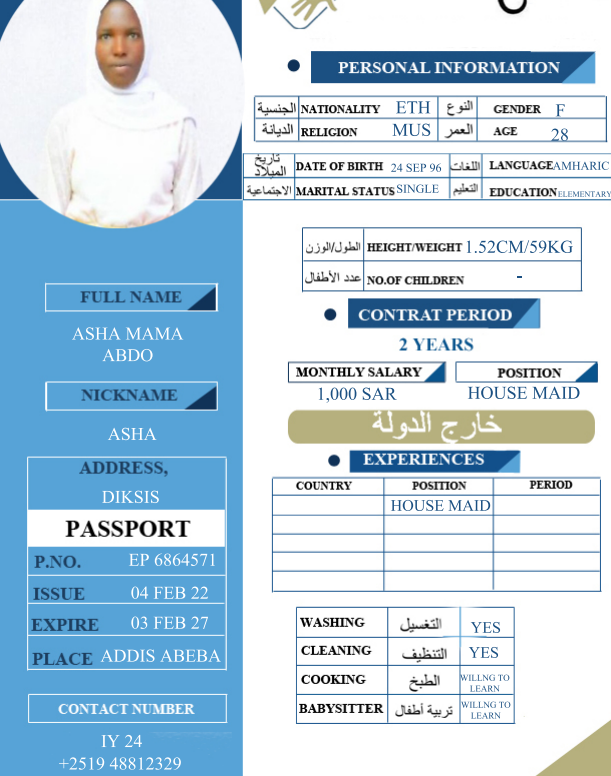 FULL NAME
ASHA MAMA
ABDO
NICKNAME
ASHA
ADDRESS,
DIKSIS
PASSPORT
P.NO. EP 6864571
ISSUE 04 FEB 22
EXPIRE 03 FEB 27
PLACE ADDIS ABEBA
CONTACT NUMBER
IY 24
+2519 48812329
PERSONAL INFORMATION
الجنسية NATIONALITY ETH النوع GENDER F
الديانة RELIGION MUS العمر AGE 28
تاريخ الميلاد DATE OF BIRTH 24 SEP 96 اللغات LANGUAGE AMHARIC
الاجتماعية MARITAL STATUS SINGLE التعليم EDUCATION ELEMENTARY
الطول/الوزن HEIGHT/WEIGHT 1.52CM/59KG
عدد الأطفال NO.OF CHILDREN -
CONTRAT PERIOD
2 YEARS
MONTHLY SALARY POSITION
1,000 SAR HOUSE MAID
خارج الدولة
EXPERIENCES
COUNTRY POSITION PERIOD
HOUSE MAID
WASHING التغسيل YES
CLEANING التنظيف YES
COOKING الطبخ WILLNG TO LEARN
BABYSITTER تربية أطفال WILLNG TO LEARN